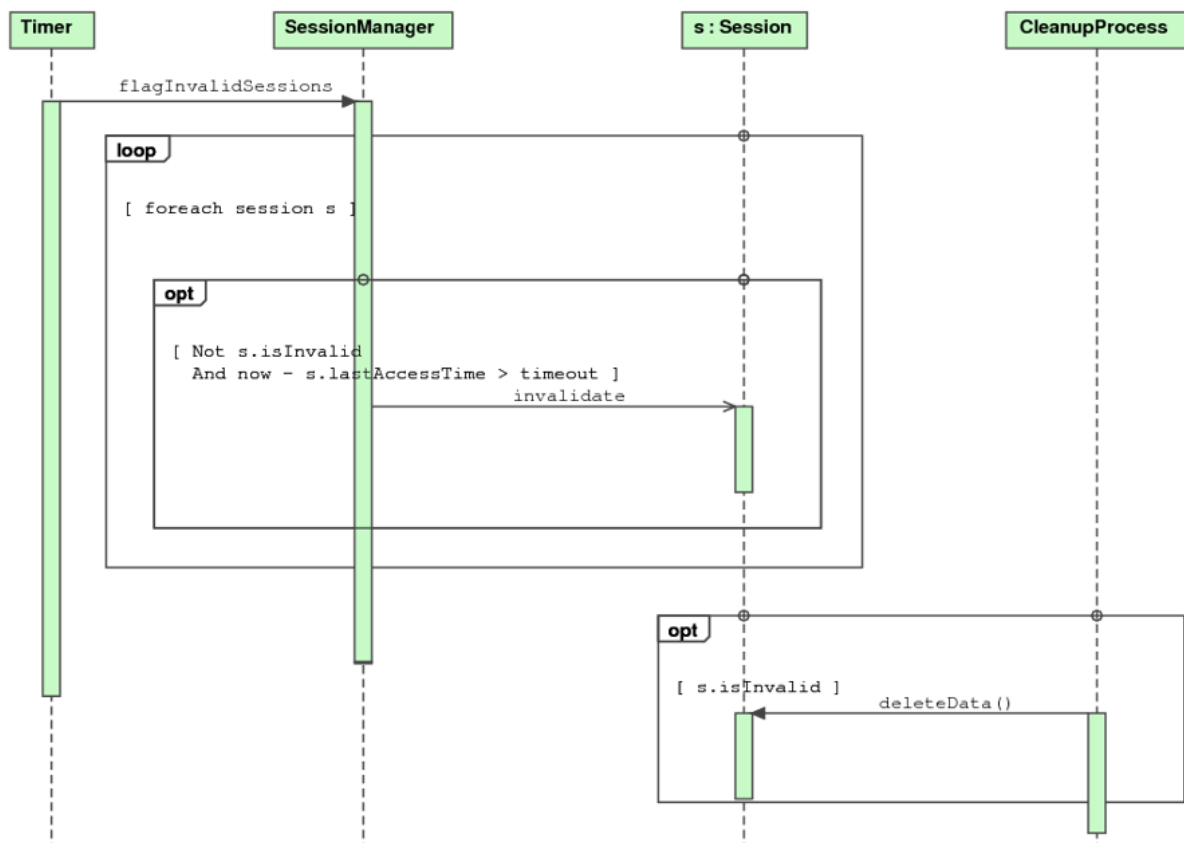 Timer
SessionManager
s : Session
CleanupProcess
flagInvalidSessions
loop
[ foreach session s ]
opt
[ Not s.isInvalid
And now - s.lastAccessTime > timeout ]
invalidate
opt
[ s.isInvalid ]
deleteData()